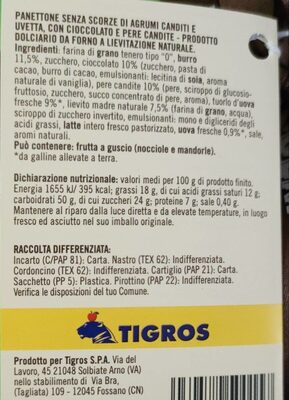 PANETTONE SENZA SCORZE DI AGRUMI CANDITI E
UVETTA, CON CIOCCOLATO E PERE CANDITE - PRODOTTO
DOLCIARIO DA FORNO A LIEVITAZIONE NATURALE.
Ingredienti: farina di grano tenero tipo "0", burro
11,5%, zucchero, cioccolato 10% (zucchero, pasta di
cacao, burro di cacao, emulsionanti: lecitina di soia, aroma
naturale di vaniglia), pere candite 10% (pere, sciroppo di glucosio-
fruttosio, zucchero, succo concentrato di pere, aroma), tuorlo d'uova
fresche 9%*, lievito madre naturale 7,5% (farina di grano, acqua),
sciroppo di zucchero invertito, emulsionanti: mono e digliceridi degli
acidi grassi, latte intero fresco pastorizzato, uova fresche 0,9%*, sale,
aromi naturali.
Può contenere: frutta a guscio (nocciole e mandorle).
*da galline allevate a terra.
Dichiarazione nutrizionale: valori medi per 100 g di prodotto finito.
Energia 1655 kJ/ 395 kcal; grassi 18 g, di cui acidi grassi saturi 12 g;
carboidrati 50 g, di cui zuccheri 24 g; proteine 7 g; sale 0,40 g.
Mantenere al riparo dalla luce diretta e da elevate temperature, in luogo
fresco ed asciutto nel suo imballo originale.
RACCOLTA DIFFERENZIATA:
Incarto (C/PAP 81): Carta. Nastro (TEX 62): Indifferenziata.
Cordoncino (TEX 62): Indifferenziata. Cartiglio (PAP 21): Carta.
Sacchetto (PP 5): Plastica. Pirottino (PAP 22): Indifferenziata.
Verifica le disposizioni del tuo Comune.
TIGROS
Prodotto per Tigros S.P.A. Via del
Lavoro, 45 21048 Solbiate Arno (VA)
nello stabilimento di Via Bra,
(Tagliata) 109 - 12045 Fossano (CN)